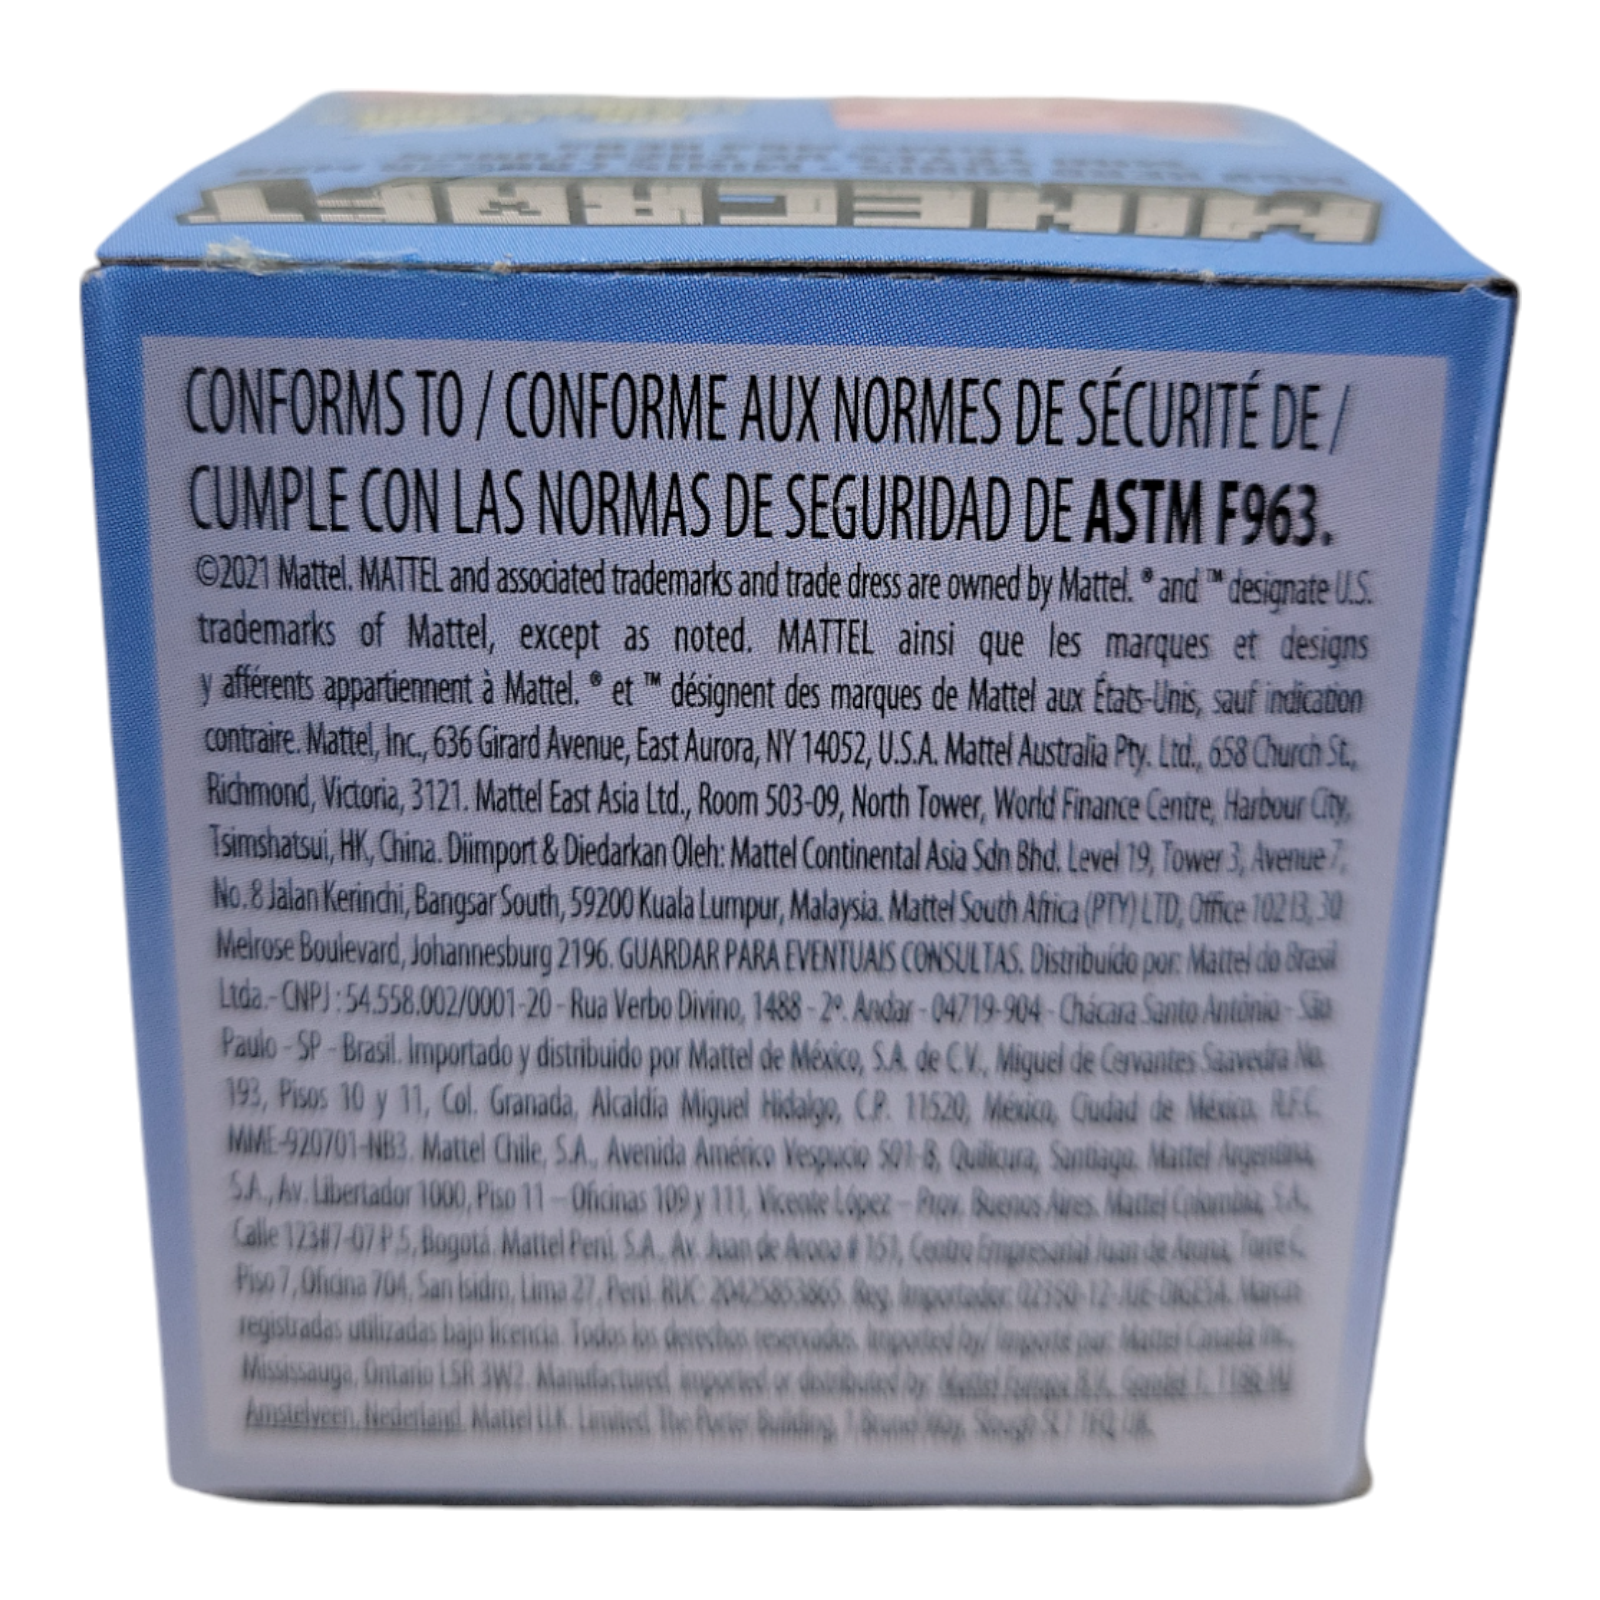 MINECRAFT
CONFORMS TO / CONFORME AUX NORMES DE SÉCURITÉ DE /
CUMPLE CON LAS NORMAS DE SEGURIDAD DE ASTM F963.
©2021 Mattel. MATTEL and associated trademarks and trade dress are owned by Mattel. ® and ™ designate U.S.
trademarks of Mattel, except as noted. MATTEL ainsi que les marques et designs
y afférents appartiennent à Mattel. ® et ™ désignent des marques de Mattel aux États-Unis, sauf indication
contraire. Mattel, Inc., 636 Girard Avenue, East Aurora, NY 14052, U.S.A. Mattel Australia Pty. Ltd., 658 Church St.,
Richmond, Victoria, 3121. Mattel East Asia Ltd., Room 503-09, North Tower, World Finance Centre, Harbour City,
Tsimshatsui, HK, China. Diimport & Diedarkan Oleh: Mattel Continental Asia Sdn Bhd. Level 19, Tower 3, Avenue 7,
No. 8 Jalan Kerinchi, Bangsar South, 59200 Kuala Lumpur, Malaysia. Mattel South Africa (PTY) LTD, Office 102 I3, 30
Melrose Boulevard, Johannesburg 2196. GUARDAR PARA EVENTUAIS CONSULTAS. Distribuído por: Mattel do Brasil
Ltda.- CNPJ : 54.558.002/0001-20 - Rua Verbo Divino, 1488 - 2º. Andar - 04719-904 - Chácara Santo Antônio - São
Paulo - SP - Brasil. Importado y distribuido por Mattel de México, S.A. de C.V., Miguel de Cervantes Saavedra No.
193, Pisos 10 y 11, Col. Granada, Alcaldía Miguel Hidalgo, C.P. 11520, México, Ciudad de México. R.F.C.
MME-920701-NB3. Mattel Chile, S.A., Avenida Américo Vespucio 501-B, Quilicura, Santiago. Mattel Argentina,
S.A., Av. Libertador 1000, Piso 11 – Oficinas 109 y 111, Vicente López – Prov. Buenos Aires. Mattel Colombia, S.A.,
Calle 123#7-07 P.5, Bogotá. Mattel Perú, S.A., Av. Juan de Arona # 151, Centro Empresarial Juan de Arona, Torre C,
Piso 7, Oficina 704, San Isidro, Lima 27, Perú. RUC: 20425853865. Reg. Importador: 02350-12-JUE-DIGESA. Marcas
registradas utilizadas bajo licencia. Todos los derechos reservados. Imported by/ Importé par: Mattel Canada Inc.,
Mississauga, Ontario L5R 3W2. Manufactured, imported or distributed by: Mattel Europa B.V., Gondel 1, 1186 MJ
Amstelveen, Nederland. Mattel U.K. Limited, The Porter Building, 1 Brunel Way, Slough SL1 1FQ, UK.